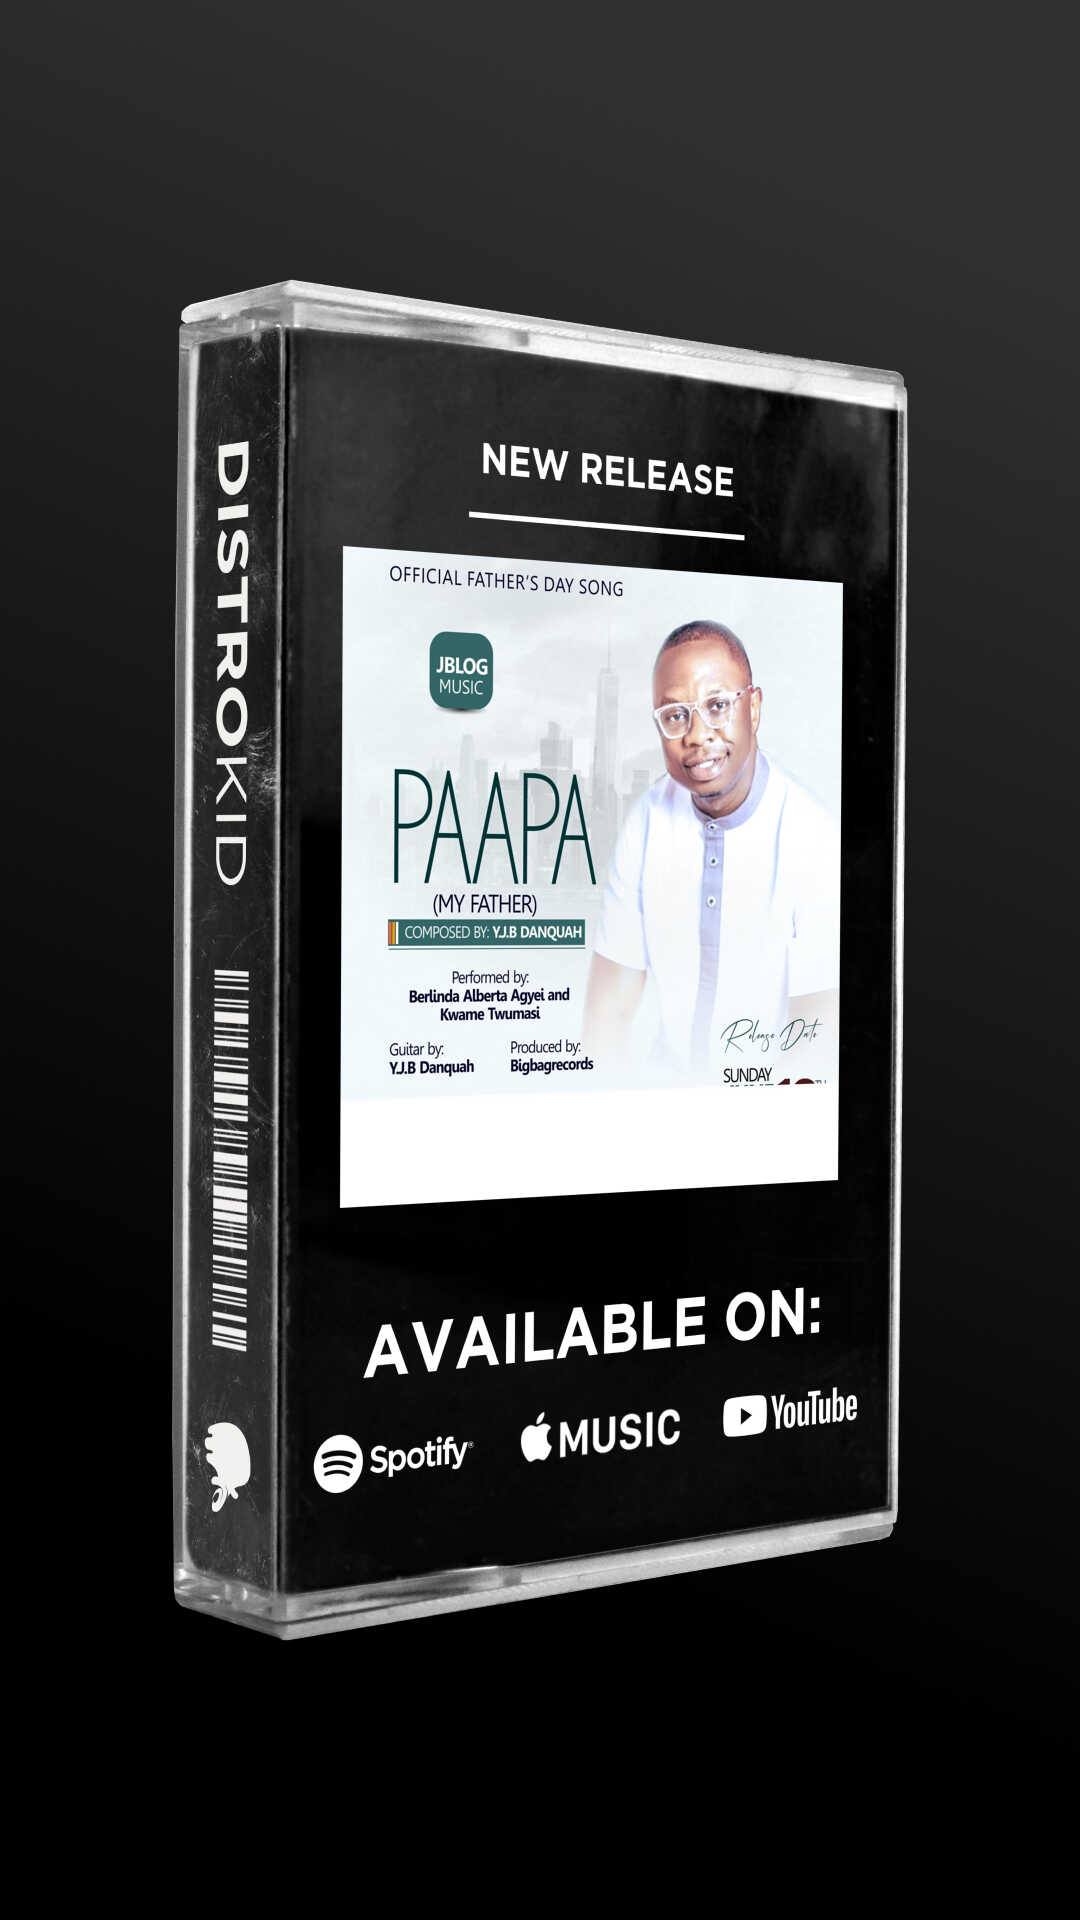 DISTROKID
NEW RELEASE
OFFICIAL FATHER'S DAY SONG
JBLOG
MUSIC
PAAPA
(MY FATHER)
COMPOSED BY: Y.J.B DANQUAH
Performed by:
Berlinda Alberta Agyei and
Kwame Twumasi
Guitar by:
Y.J.B Danquah
Produced by:
Bigbagrecords
Release Date
SUNDAY
AVAILABLE ON:
Spotify®
MUSIC
YouTube